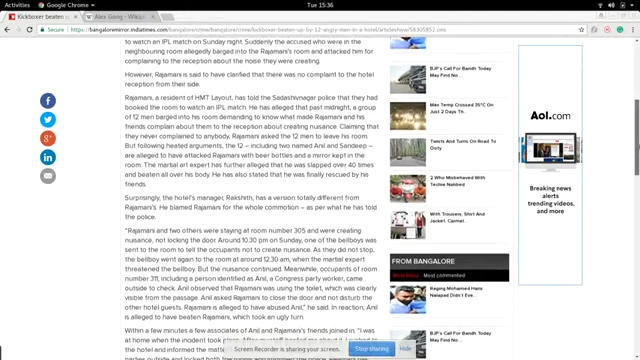 Activities
Google Chrome
Tue 15:36
Kickboxer beaten
Alex Gong - Wikip
Secure
https://bangaloremirror.indiatimes.com/bangalore/crime/bangalore/crime/kickboxer-beaten-up-by-12-angry-men-in-a-hotel/articleshow/58305852.cms
to watch an IPL match on Sunday night. Suddenly the accused who were in the
neighbouring room allegedly barged into the Rajamani's room and attacked him for
complaining to the reception about the noise they were creating.
However, Rajamani is said to have clarified that there was no complaint to the hotel
reception from their side.
Rajamani, a resident of HMT Layout, has told the Sadashivnagar police that they had
booked the room to watch an IPL match. He has alleged that past midnight, a group
of 12 men barged into his room demanding to know what made Rajamani and his
friends complain about them to the reception about creating nuisance. Claiming that
they never complained to anybody, Rajamani asked the 12 men to leave his room.
But following heated arguments, the 12 – including two named Anil and Sandeep –
are alleged to have attacked Rajamani with beer bottles and a mirror kept in the
room. The martial art expert has further alleged that he was slapped over 40 times
and beaten all over his body. He has also stated that he was finally rescued by his
friends.
Surprisingly, the hotel's manager, Rakshith, has a version totally different from
Rajamani's. He blamed Rajamani for the whole commotion – as per what he has told
the police.
"Rajamani and two others were staying at room number 305 and were creating
nuisance, not locking the door. Around 10.30 pm on Sunday, one of the bellboys was
sent to the room to tell the occupants not to create nuisance. As they did not stop,
the bellboy went again to the room at around 12.30 am, when the martial expert
threatened the bellboy. But the nuisance continued. Meanwhile, occupants of room
number 311, including a person identified as Anil, a Congress party worker, came
outside to check. Anil observed that Rajamani was using the toilet, which was clearly
visible from the passage. Anil asked Rajamani to close the door and not disturb the
other hotel guests. Rajamani is alleged to have abused Anil," he said. In reaction, Anil
is alleged to have beaten Rajamani, which took an ugly turn.
Within a few minutes a few associates of Anil and Rajamani's friends joined in. "I was
at home when the incident took
the hotel and informed the
BJP's Call For Bandh Today
May Find No...
Max Temp Crossed 35°C On
Just 2 Days Th...
Twists and Turns On Road To
Ooty
2 Who Misbehaved With
Techie Nabbed
With Trousers, Shirt And
Jacket, Carmel...
FROM BANGALORE
Most Read
Most commented
Raging Mohamed Haris
Nalapad Didn't Eve...
BJP's Call For Bandh Today
May Find No...
Aol.com
Breaking news
alerts
trending videos,
and more
Screen Recorder is sharing your screen.
Stop sharing
Hide